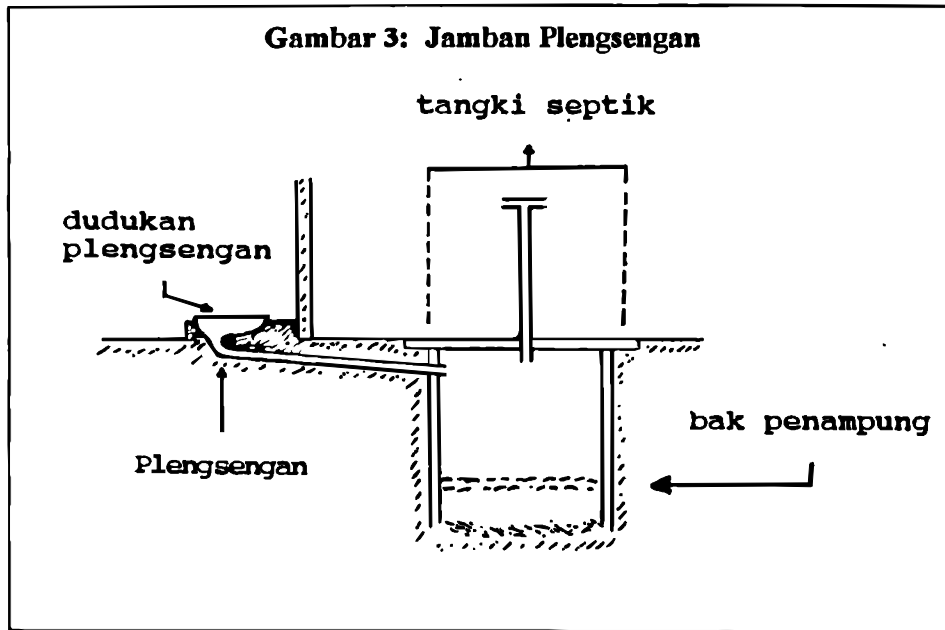 Gambar 3: Jamban Plengsengan
tangki septik
dudukan
plengsengan
bak penampung
Plengsengan